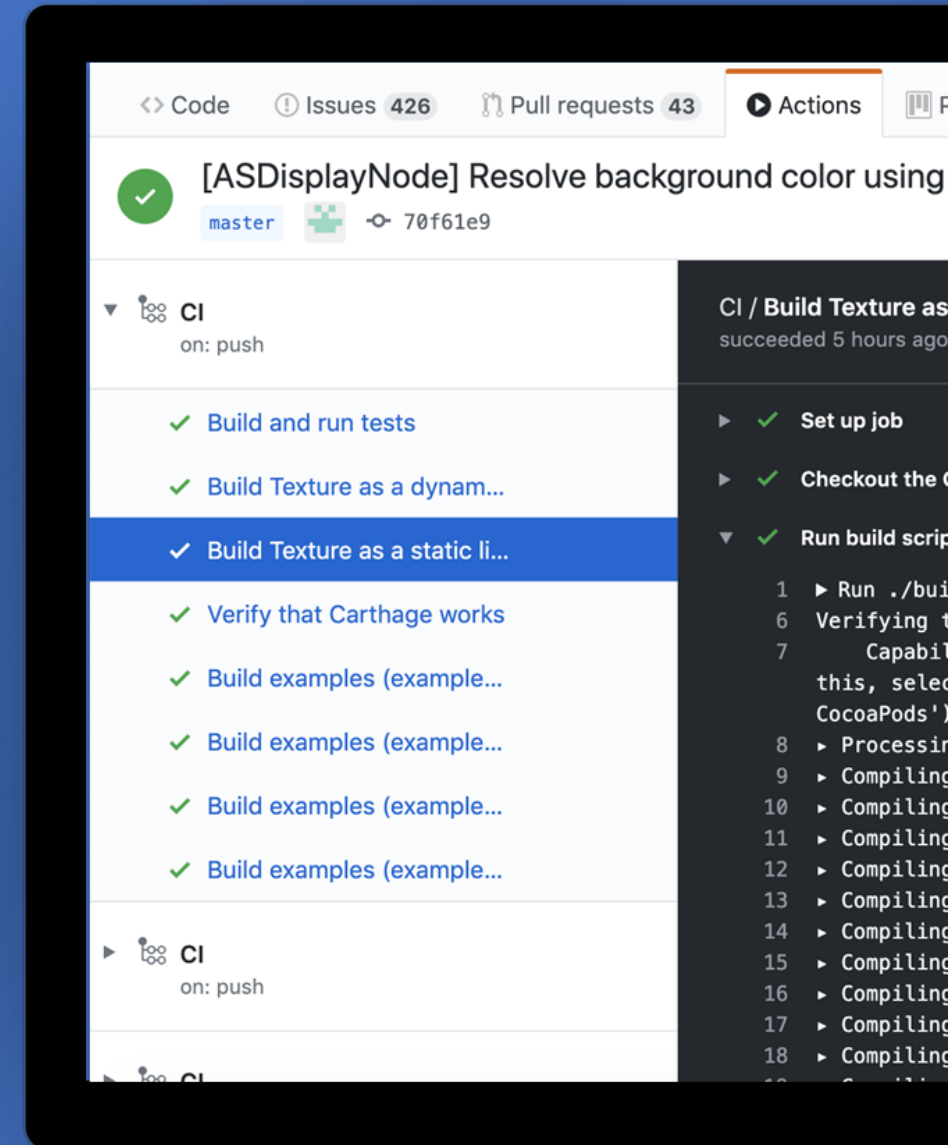 Code Issues 426 Pull requests 43 Actions
[ASDisplayNode] Resolve background color using
master 70f61e9
CI
on: push
Build and run tests
Build Texture as a dynam...
Build Texture as a static li...
Verify that Carthage works
Build examples (example...
Build examples (example...
Build examples (example...
Build examples (example...
CI
on: push
CI
CI / Build Texture as
succeeded 5 hours ago
Set up job
Checkout the
Run build scrip
1 Run ./bui
6 Verifying t
7 Capabil
this, selec
CocoaPods')
8 Processin
9 Compiling
10 Compiling
11 Compiling
12 Compiling
13 Compiling
14 Compiling
15 Compiling
16 Compiling
17 Compiling
18 Compiling